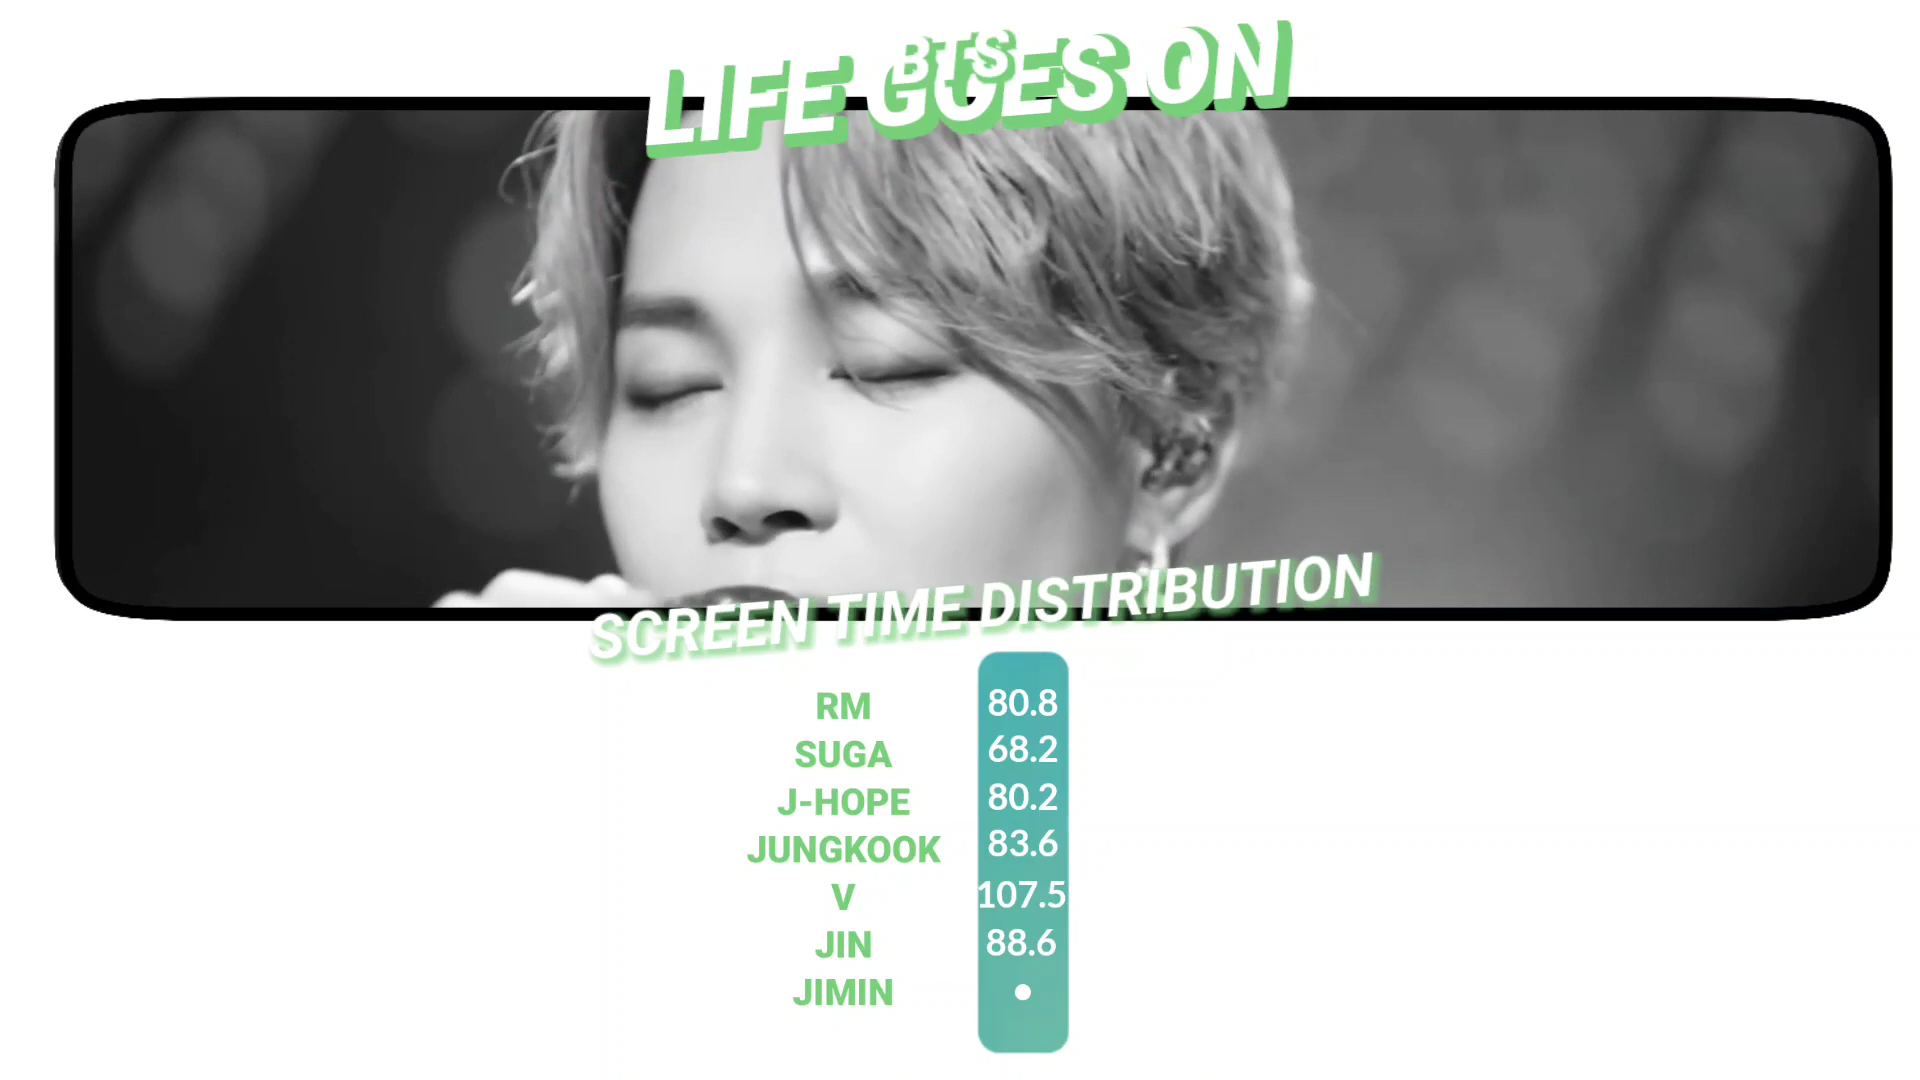 BTS
LIFE GOES ON
SCREEN TIME DISTRIBUTION
RM 80.8
SUGA 68.2
J-HOPE 80.2
JUNGKOOK 83.6
V 107.5
JIN 88.6
JIMIN